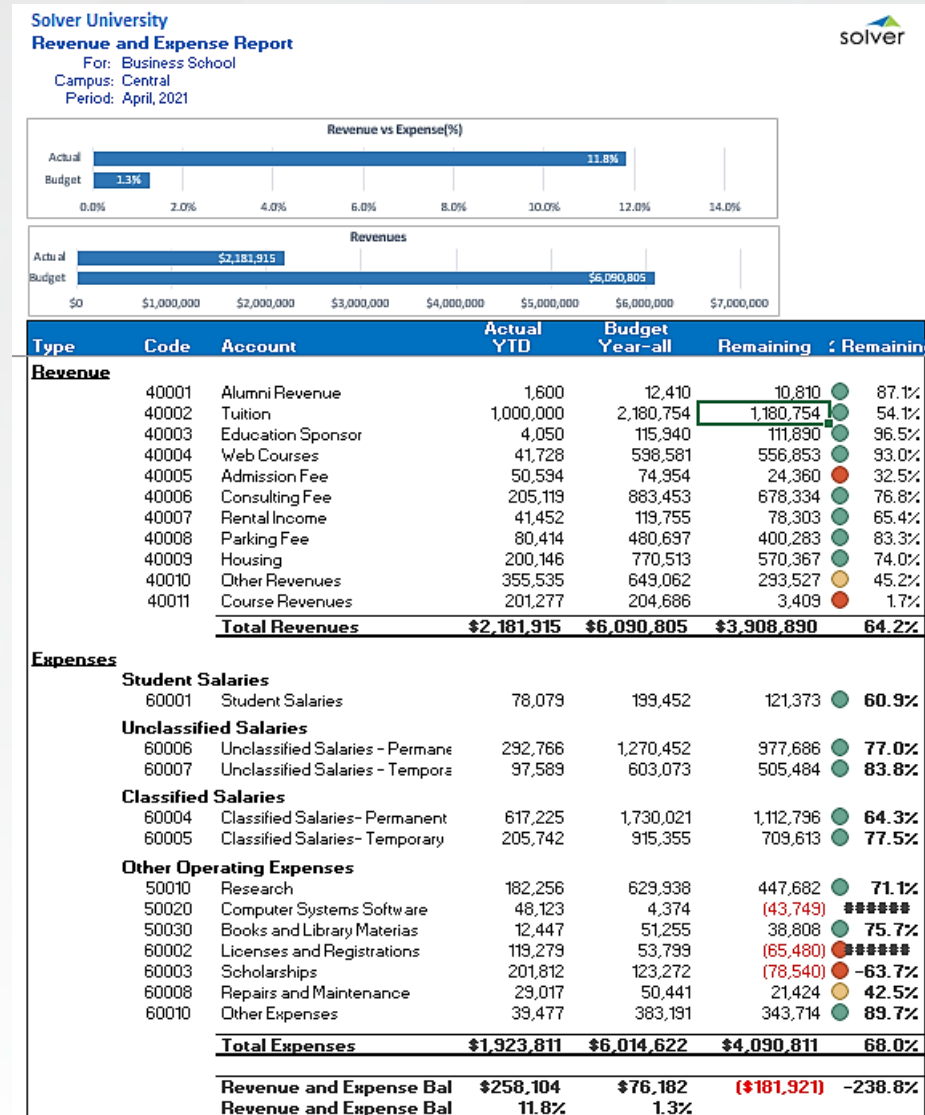 Solver University
solver
Revenue and Expense Report
For: Business School
Campus: Central
Period: April, 2021
Revenue vs Expense(%)
Actual 11.8%
Budget 1.3%
0.0% 2.0% 4.0% 6.0% 8.0% 10.0% 12.0% 14.0%
Revenues
Actual $2,181,915
Budget $6,090,805
$0 $1,000,000 $2,000,000 $3,000,000 $4,000,000 $5,000,000 $6,000,000 $7,000,000
Actual Budget
Type Code Account YTD Year-all Remaining Remainin
Revenue
40001 Alumni Revenue 1,600 12,410 10,810 87.1%
40002 Tuition 1,000,000 2,180,754 1,180,754 54.1%
40003 Education Sponsor 4,050 115,940 111,890 96.5%
40004 Web Courses 41,728 598,581 556,853 93.0%
40005 Admission Fee 50,594 74,954 24,360 32.5%
40006 Consulting Fee 205,119 883,453 678,334 76.8%
40007 Rental Income 41,452 119,755 78,303 65.4%
40008 Parking Fee 80,414 480,697 400,283 83.3%
40009 Housing 200,146 770,513 570,367 74.0%
40010 Other Revenues 355,535 649,062 293,527 45.2%
40011 Course Revenues 201,277 204,686 3,409 1.7%
Total Revenues $2,181,915 $6,090,805 $3,908,890 64.2%
Expenses
Student Salaries
60001 Student Salaries 78,079 199,452 121,373 60.9%
Unclassified Salaries
60006 Unclassified Salaries - Permane 292,766 1,270,452 977,686 77.0%
60007 Unclassified Salaries - Tempora 97,589 603,073 505,484 83.8%
Classified Salaries
60004 Classified Salaries- Permanent 617,225 1,730,021 1,112,796 64.3%
60005 Classified Salaries- Temporary 205,742 915,355 709,613 77.5%
Other Operating Expenses
50010 Research 182,256 629,938 447,682 71.1%
50020 Computer Systems Software 48,123 4,374 (43,749) ######
50030 Books and Library Materias 12,447 51,255 38,808 75.7%
60002 Licenses and Registrations 119,279 53,799 (65,480) ######
60003 Scholarships 201,812 123,272 (78,540) -63.7%
60008 Repairs and Maintenance 29,017 50,441 21,424 42.5%
60010 Other Expenses 39,477 383,191 343,714 89.7%
Total Expenses $1,923,811 $6,014,622 $4,090,811 68.0%
Revenue and Expense Bal $258,104 $76,182 ($181,921) -238.8%
Revenue and Expense Bal 11.8% 1.3%